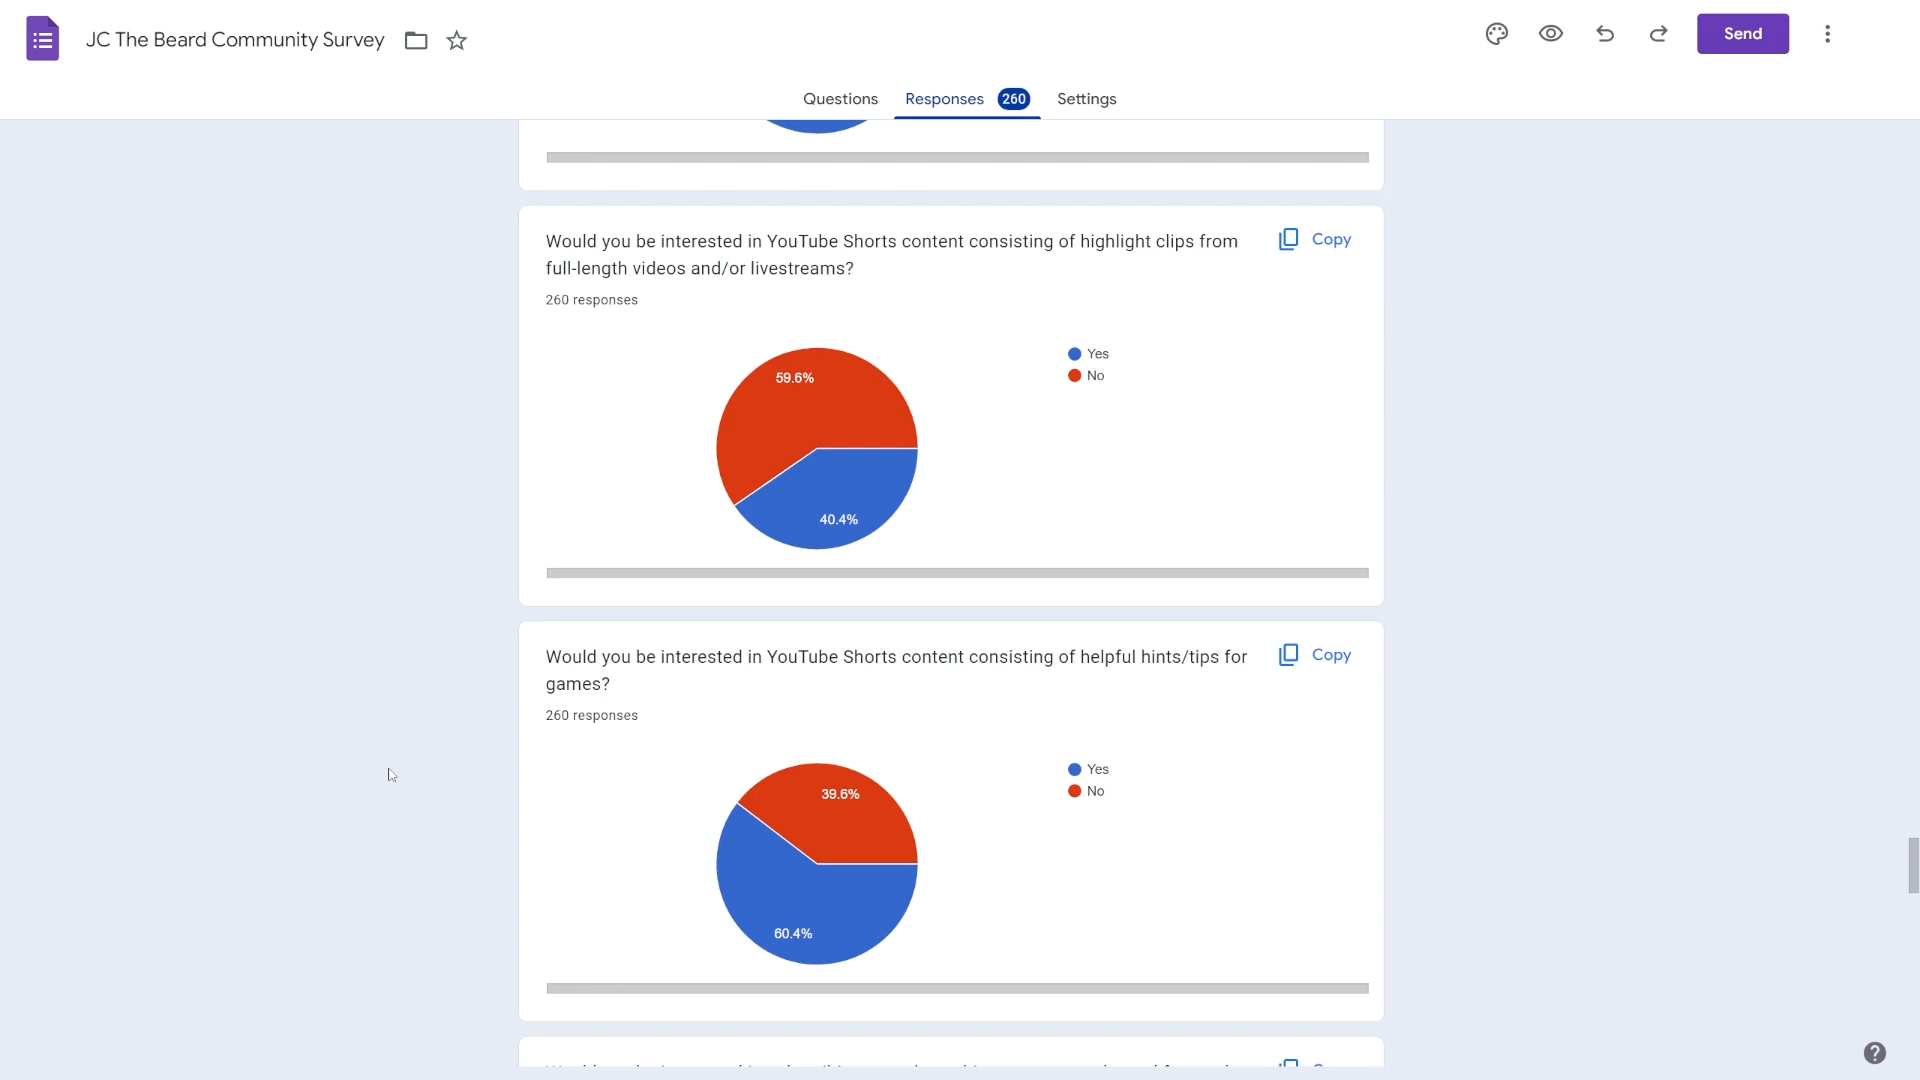 JC The Beard Community Survey
Send
Questions
Responses 260
Settings
Would you be interested in YouTube Shorts content consisting of highlight clips from
full-length videos and/or livestreams?
Copy
260 responses
59.6%
40.4%
Yes
No
Would you be interested in YouTube Shorts content consisting of helpful hints/tips for
games?
Copy
260 responses
39.6%
60.4%
Yes
No